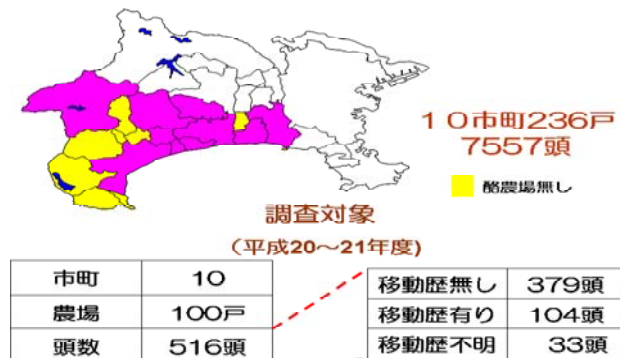 10市町236戸
7557頭
酪農場無し
調査対象
(平成20~21年度)
市町 10
農場 100戸
頭数 516頭
移動歴無し 379頭
移動歴有り 104頭
移動歴不明 33頭